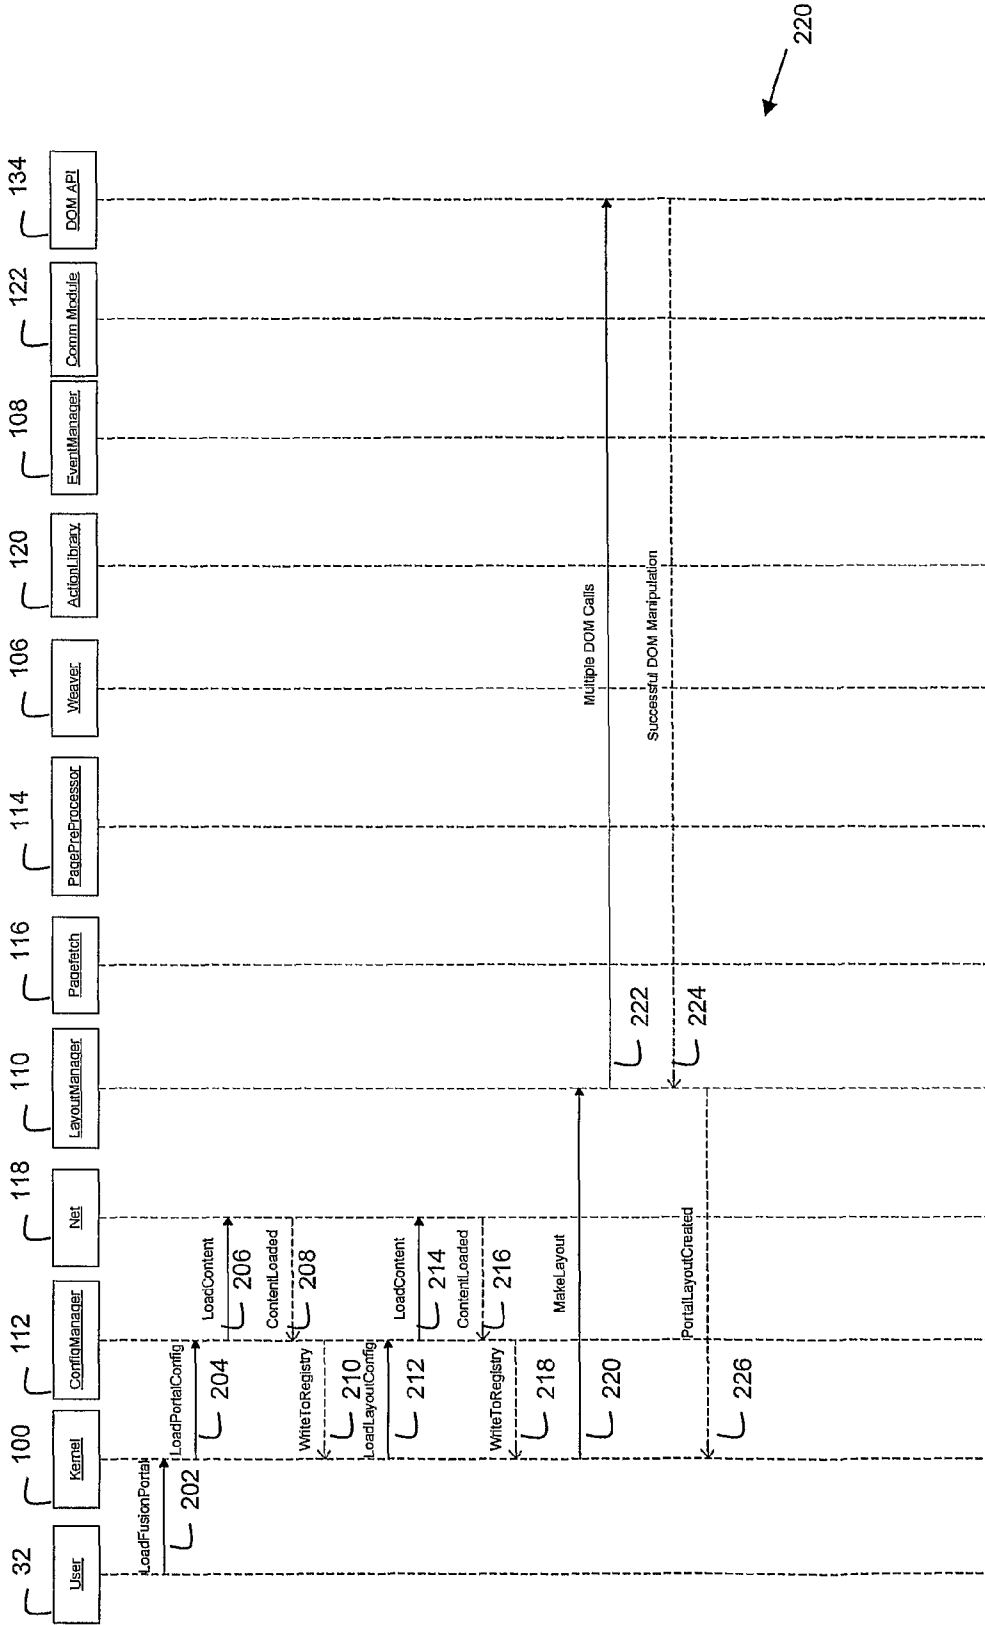 32
User
100
Kernel
112
ConfigManager
118
Net
110
LayoutManager
116
Pagefetch
114
PagePreProcessor
106
Weaver
120
ActionLibrary
108
EventManager
122
Comm Module
134
DOM API
LoadFusionPortal
202
LoadPortalConfig
204
LoadContent
206
ContentLoaded
208
WriteToRegistry
210
LoadLayoutConfig
212
LoadContent
214
ContentLoaded
216
WriteToRegistry
218
MakeLayout
220
Multiple DOM Calls
222
Successful DOM Manipulation
224
PortalLayoutCreated
226
220